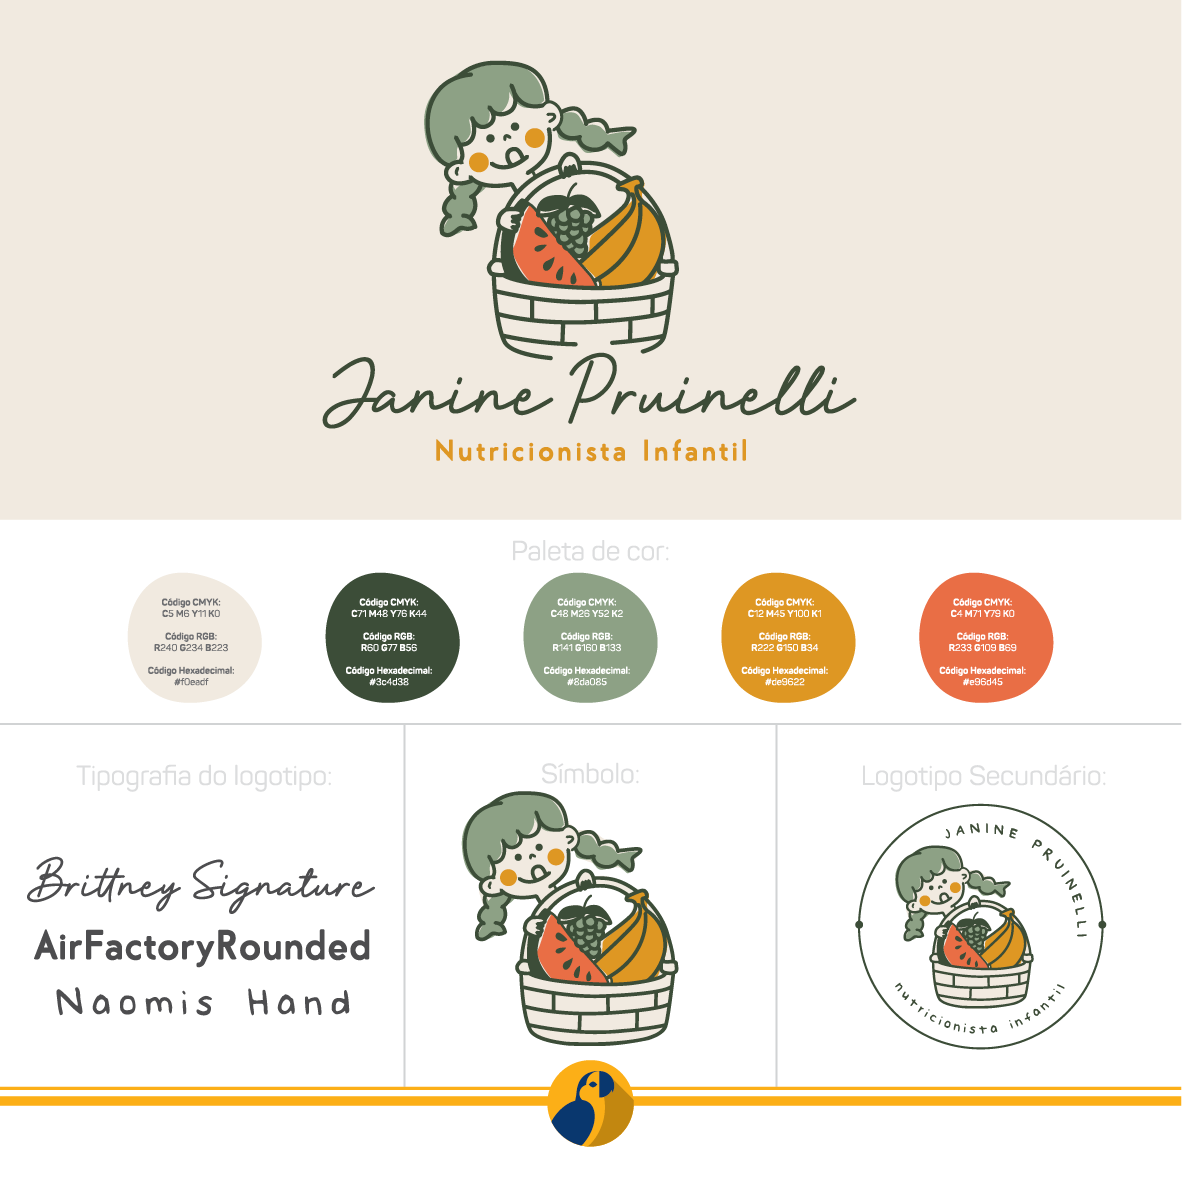 Janine Pruinelli
Nutricionista Infantil
Paleta de cor:
Código CMYK:
C5 M6 Y11 K0
Código RGB:
R240 G234 B223
Código Hexadecimal:
#f0eadf
Código CMYK:
C71 M48 Y76 K44
Código RGB:
R60 G77 B56
Código Hexadecimal:
#3c4d38
Código CMYK:
C48 M26 Y52 K2
Código RGB:
R141 G160 B133
Código Hexadecimal:
#8da085
Código CMYK:
C12 M45 Y100 K1
Código RGB:
R222 G150 B34
Código Hexadecimal:
#de9622
Código CMYK:
C4 M71 Y79 K0
Código RGB:
R233 G109 B69
Código Hexadecimal:
#e96d45
Tipografia do logotipo:
Brittney Signature
AirFactoryRounded
Naomis Hand
Símbolo:
Logotipo Secundário:
JANINE PRUINELLI
nutricionista infantil